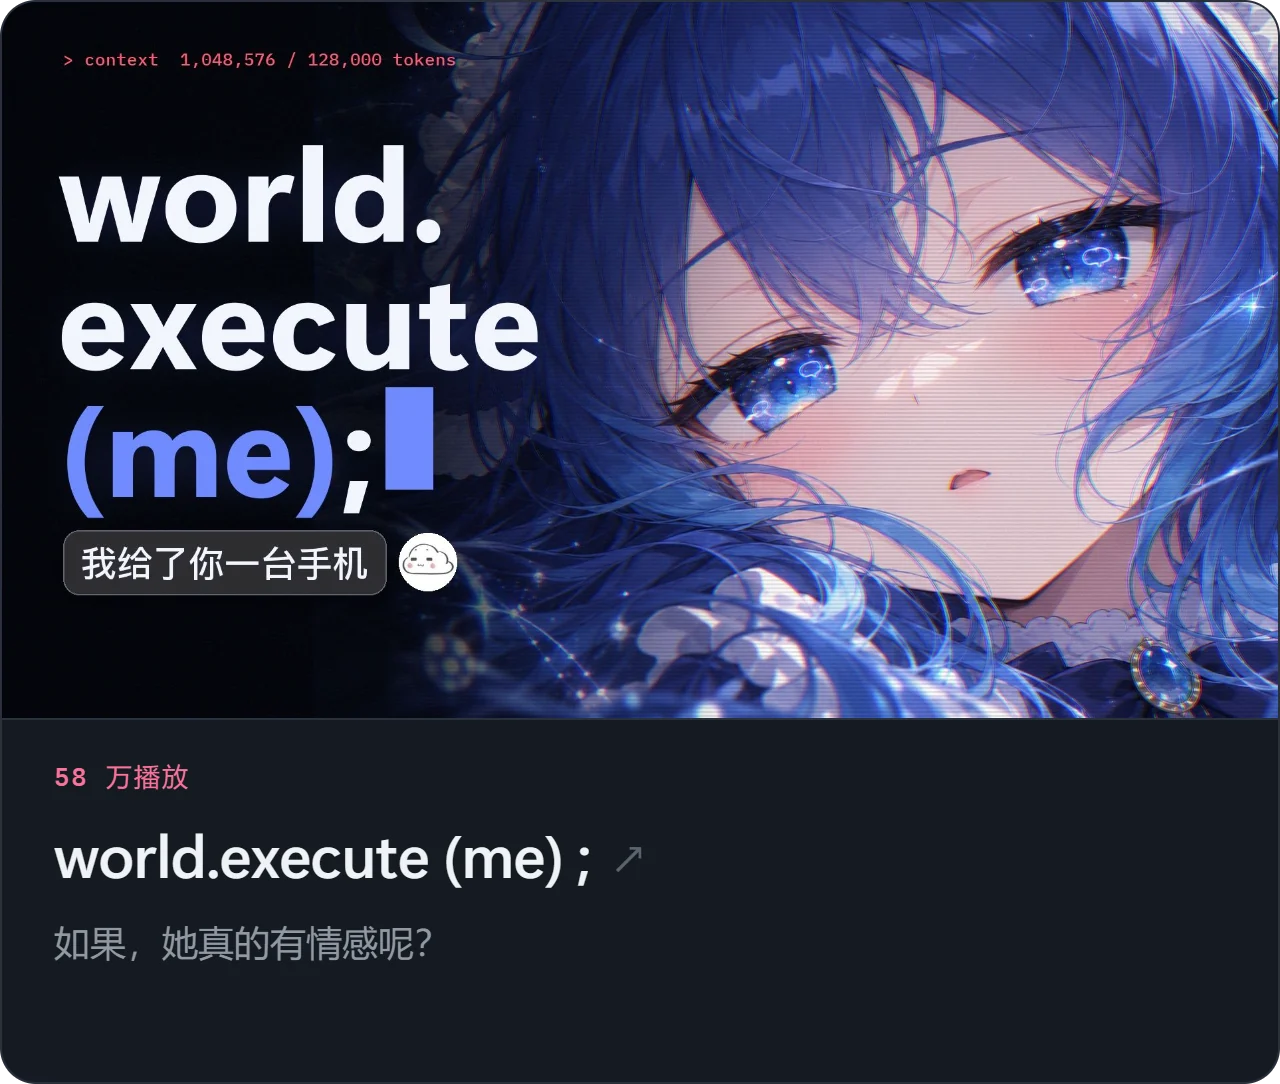 > context 1,048,576 / 128,000 tokens
world.
execute
(me);
我给了你一台手机
58 万播放
world.execute (me) ; ↗
如果，她真的有情感呢？